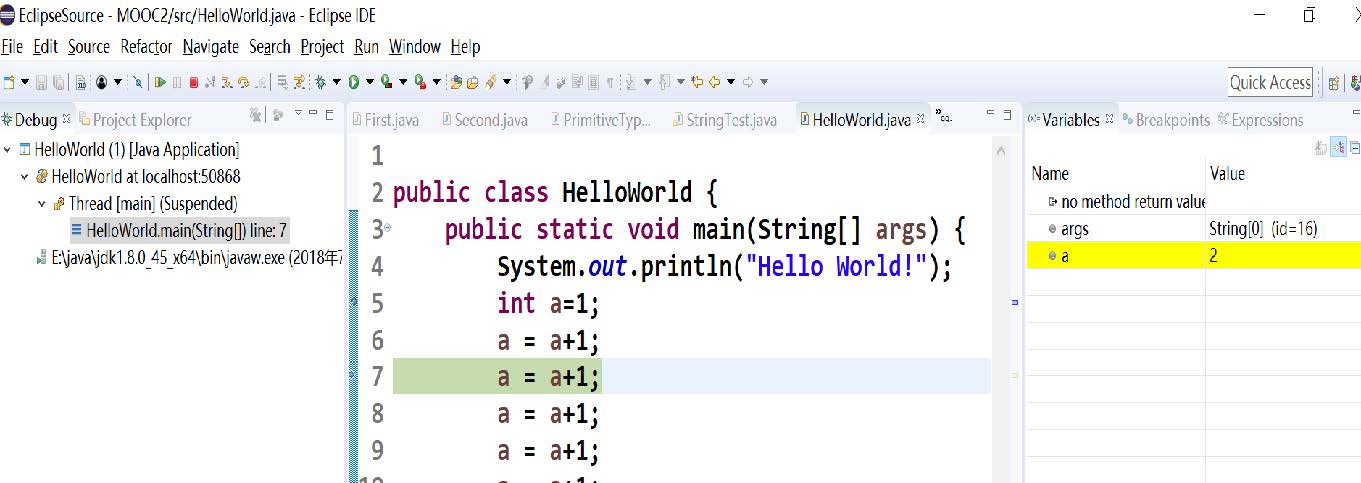 EclipseSource - MOOC2/src/HelloWorld.java - Eclipse IDE
File Edit Source Refactor Navigate Search Project Run Window Help
Quick Access
Debug Project Explorer
HelloWorld (1) [Java Application]
HelloWorld at localhost:50868
Thread [main] (Suspended)
HelloWorld.main(String[]) line: 7
E:\java\jdk1.8.0_45_x64\bin\javaw.exe (2018年7
First.java Second.java PrimitiveTyp... StringTest.java HelloWorld.java
1
2 public class HelloWorld {
3 public static void main(String[] args) {
4 System.out.println("Hello World!");
5 int a=1;
6 a = a+1;
7 a = a+1;
8 a = a+1;
9 a = a+1;
Variables Breakpoints Expressions
Name Value
no method return value
args String[0] (id=16)
a 2